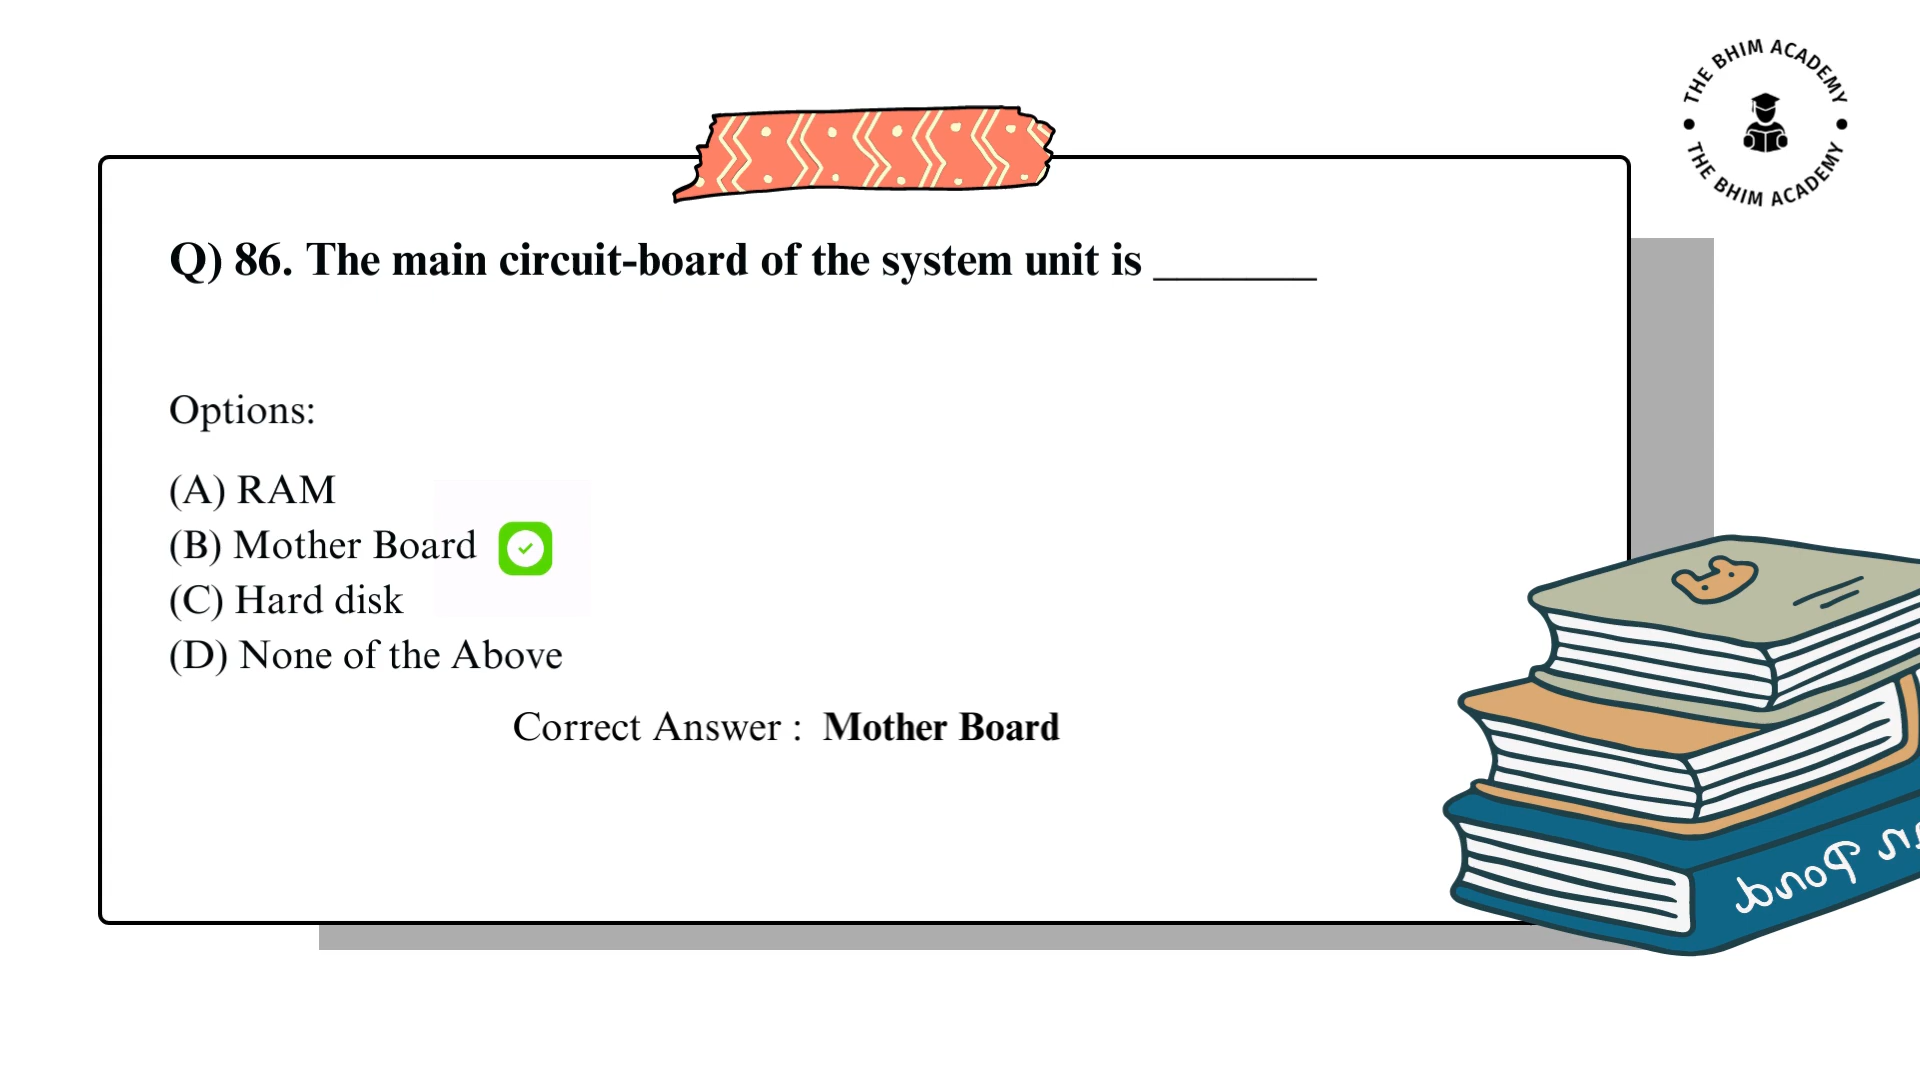 THE BHIM ACADEMY
THE BHIM ACADEMY
Q) 86. The main circuit-board of the system unit is _______
Options:
(A) RAM
(B) Mother Board
(C) Hard disk
(D) None of the Above
Correct Answer : Mother Board